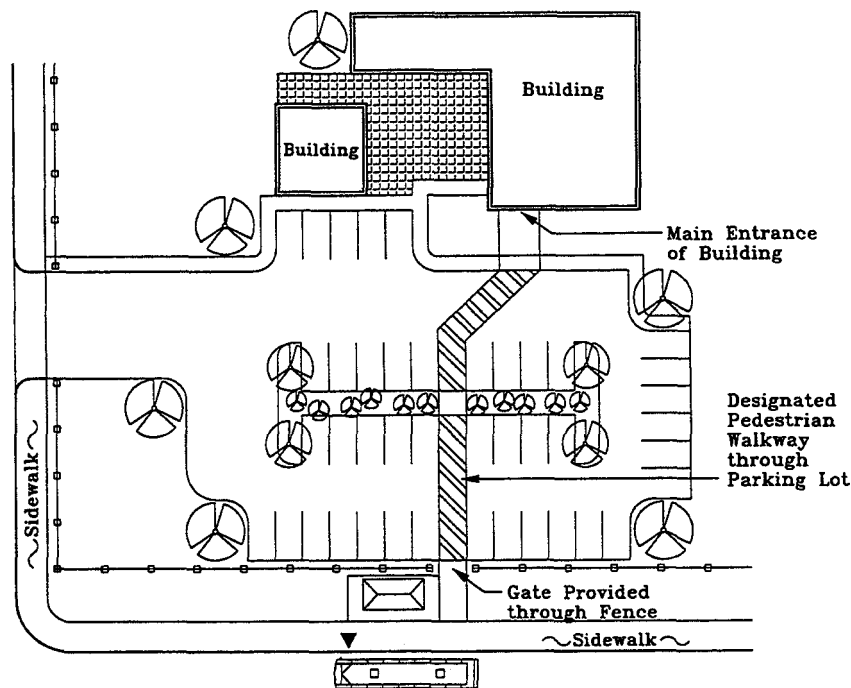 Building
Building
Main Entrance
of Building
Designated
Pedestrian
Walkway
through
Parking Lot
Sidewalk
Gate Provided
through Fence
Sidewalk